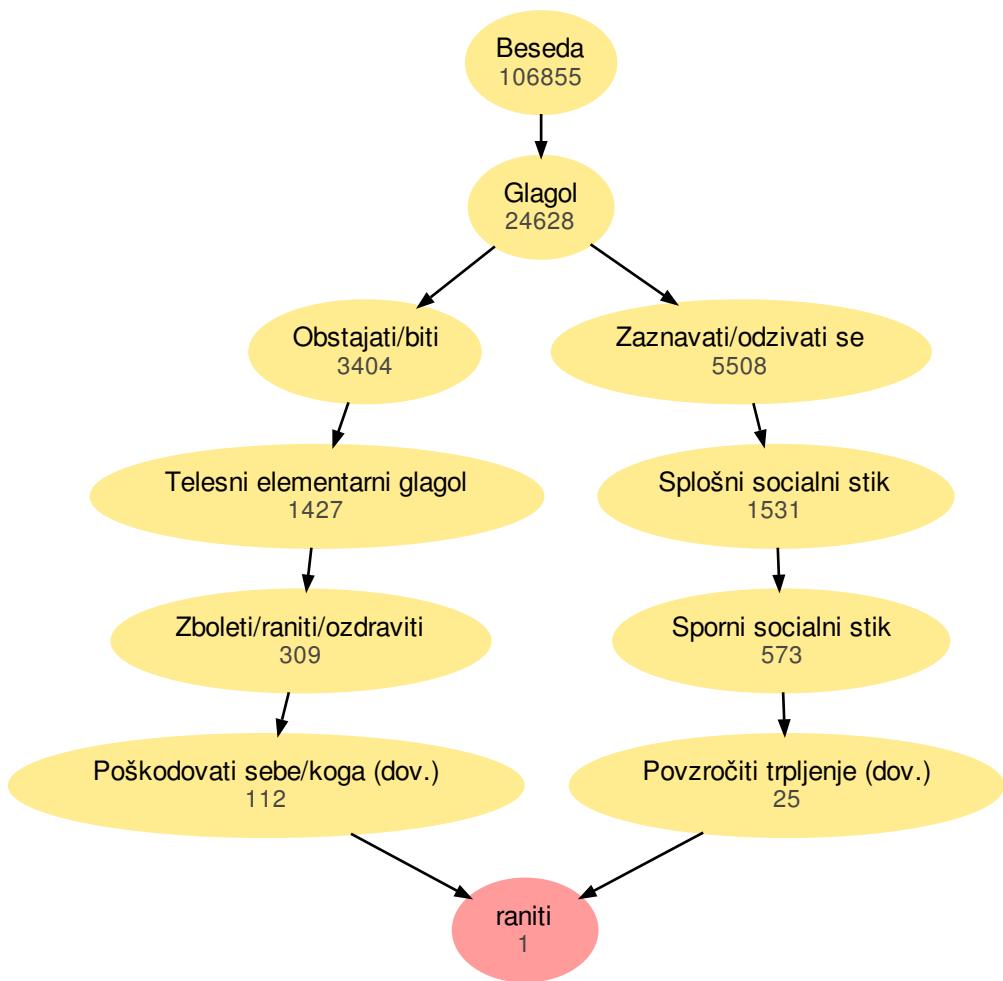 Beseda
106855
Glagol
24628
Obstajati/biti
3404
Zaznavati/odzivati se
5508
Telesni elementarni glagol
1427
Splošni socialni stik
1531
Zboleti/raniti/ozdraviti
309
Sporni socialni stik
573
Poškodovati sebe/koga (dov.)
112
Povzročiti trpljenje (dov.)
25
raniti
1